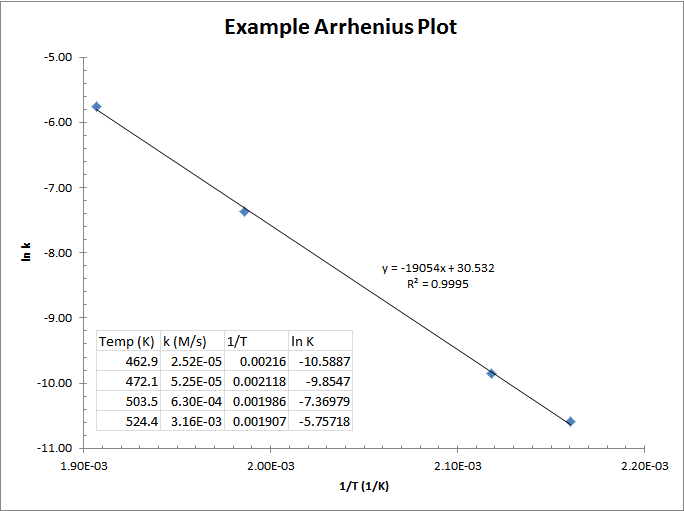 Example Arrhenius Plot
-5.00
-6.00
-7.00
-8.00
-9.00
-10.00
-11.00
ln k
y = -19054x + 30.532
R² = 0.9995
Temp (K) k (M/s) 1/T ln K
462.9 2.52E-05 0.00216 -10.5887
472.1 5.25E-05 0.002118 -9.8547
503.5 6.30E-04 0.001986 -7.36979
524.4 3.16E-03 0.001907 -5.75718
1.90E-03 2.00E-03 2.10E-03 2.20E-03
1/T (1/K)